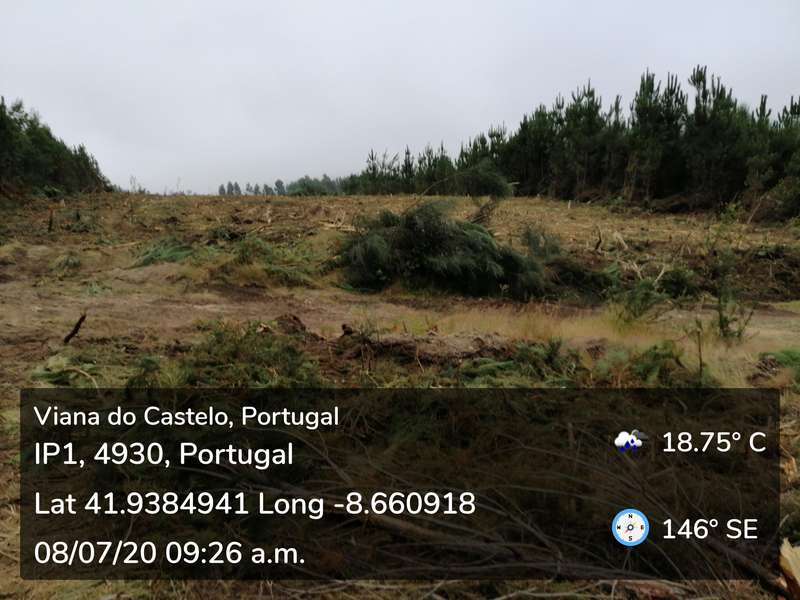 Viana do Castelo, Portugal
IP1, 4930, Portugal
18.75° C
Lat 41.9384941 Long -8.660918
146° SE
08/07/20 09:26 a.m.